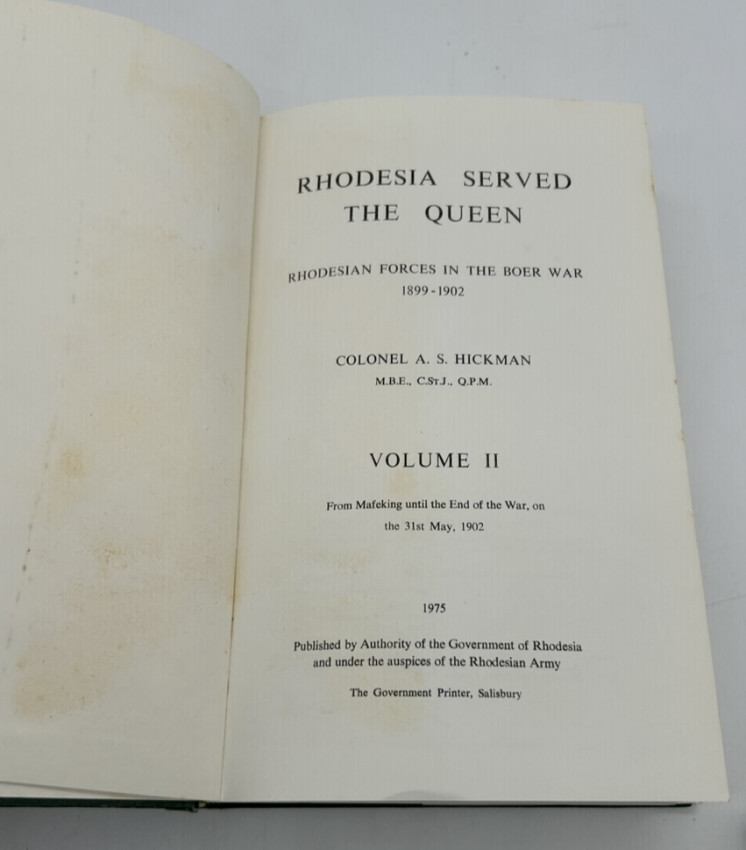 RHODESIA SERVED
THE QUEEN
RHODESIAN FORCES IN THE BOER WAR
1899-1902
COLONEL A. S. HICKMAN
M.B.E., C.St.J., Q.P.M.
VOLUME II
From Mafeking until the End of the War, on
the 31st May, 1902
1975
Published by Authority of the Government of Rhodesia
and under the auspices of the Rhodesian Army
The Government Printer, Salisbury